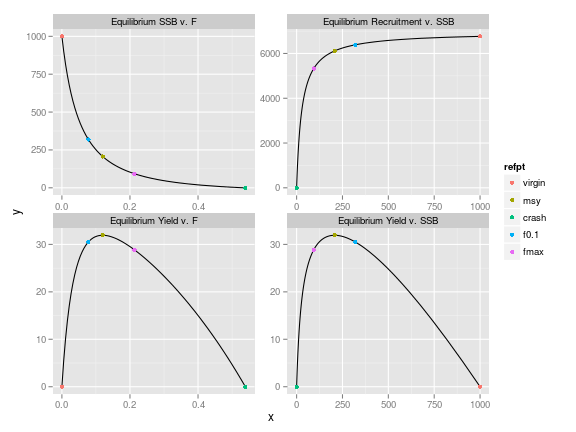 Equilibrium SSB v. F
Equilibrium Recruitment v. SSB
1000
750
500
250
0
0.0 0.2 0.4
6000
4000
2000
0
0 250 500 750 1000
Equilibrium Yield v. F
Equilibrium Yield v. SSB
30
20
10
0
0.0 0.2 0.4
30
20
10
0
0 250 500 750 1000
y
x
refpt
virgin
msy
crash
f0.1
fmax